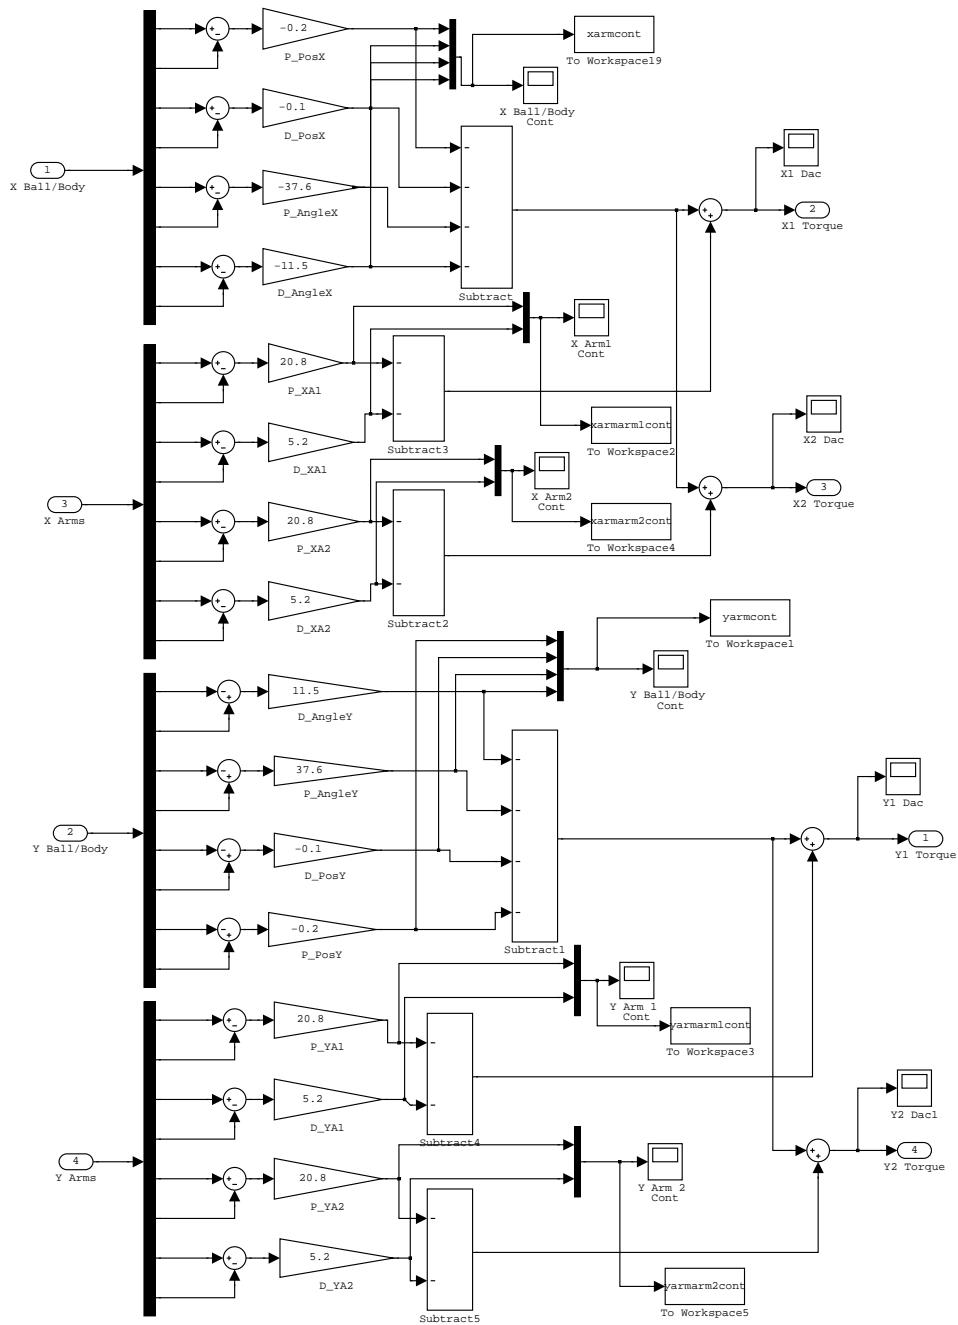 -0.2
P_PosX
xarmcont
To Workspace19
X Ball/Body
Cont
-0.1
D_PosX
1
X Ball/Body
-37.6
P_AngleX
-11.5
D_AngleX
Subtract
X1 Dac
2
X1 Torque
X Arm1
Cont
20.8
P_XA1
5.2
D_XA1
Subtract3
xarmarm1cont
To Workspace2
X2 Dac
3
X2 Torque
3
X Arms
X Arm2
Cont
20.8
P_XA2
xarmarm2cont
To Workspace4
5.2
D_XA2
Subtract2
yarmcont
To Workspace1
Y Ball/Body
Cont
11.5
D_AngleY
37.6
P_AngleY
2
Y Ball/Body
-0.1
D_PosY
-0.2
P_PosY
Subtract1
Y1 Dac
1
Y1 Torque
Y Arm 1
Cont
20.8
P_YA1
yarmarm1cont
To Workspace3
5.2
D_YA1
Subtract4
Y2 Dac1
4
Y2 Torque
4
Y Arms
Y Arm 2
Cont
20.8
P_YA2
5.2
D_YA2
Subtract5
yarmarm2cont
To Workspace5